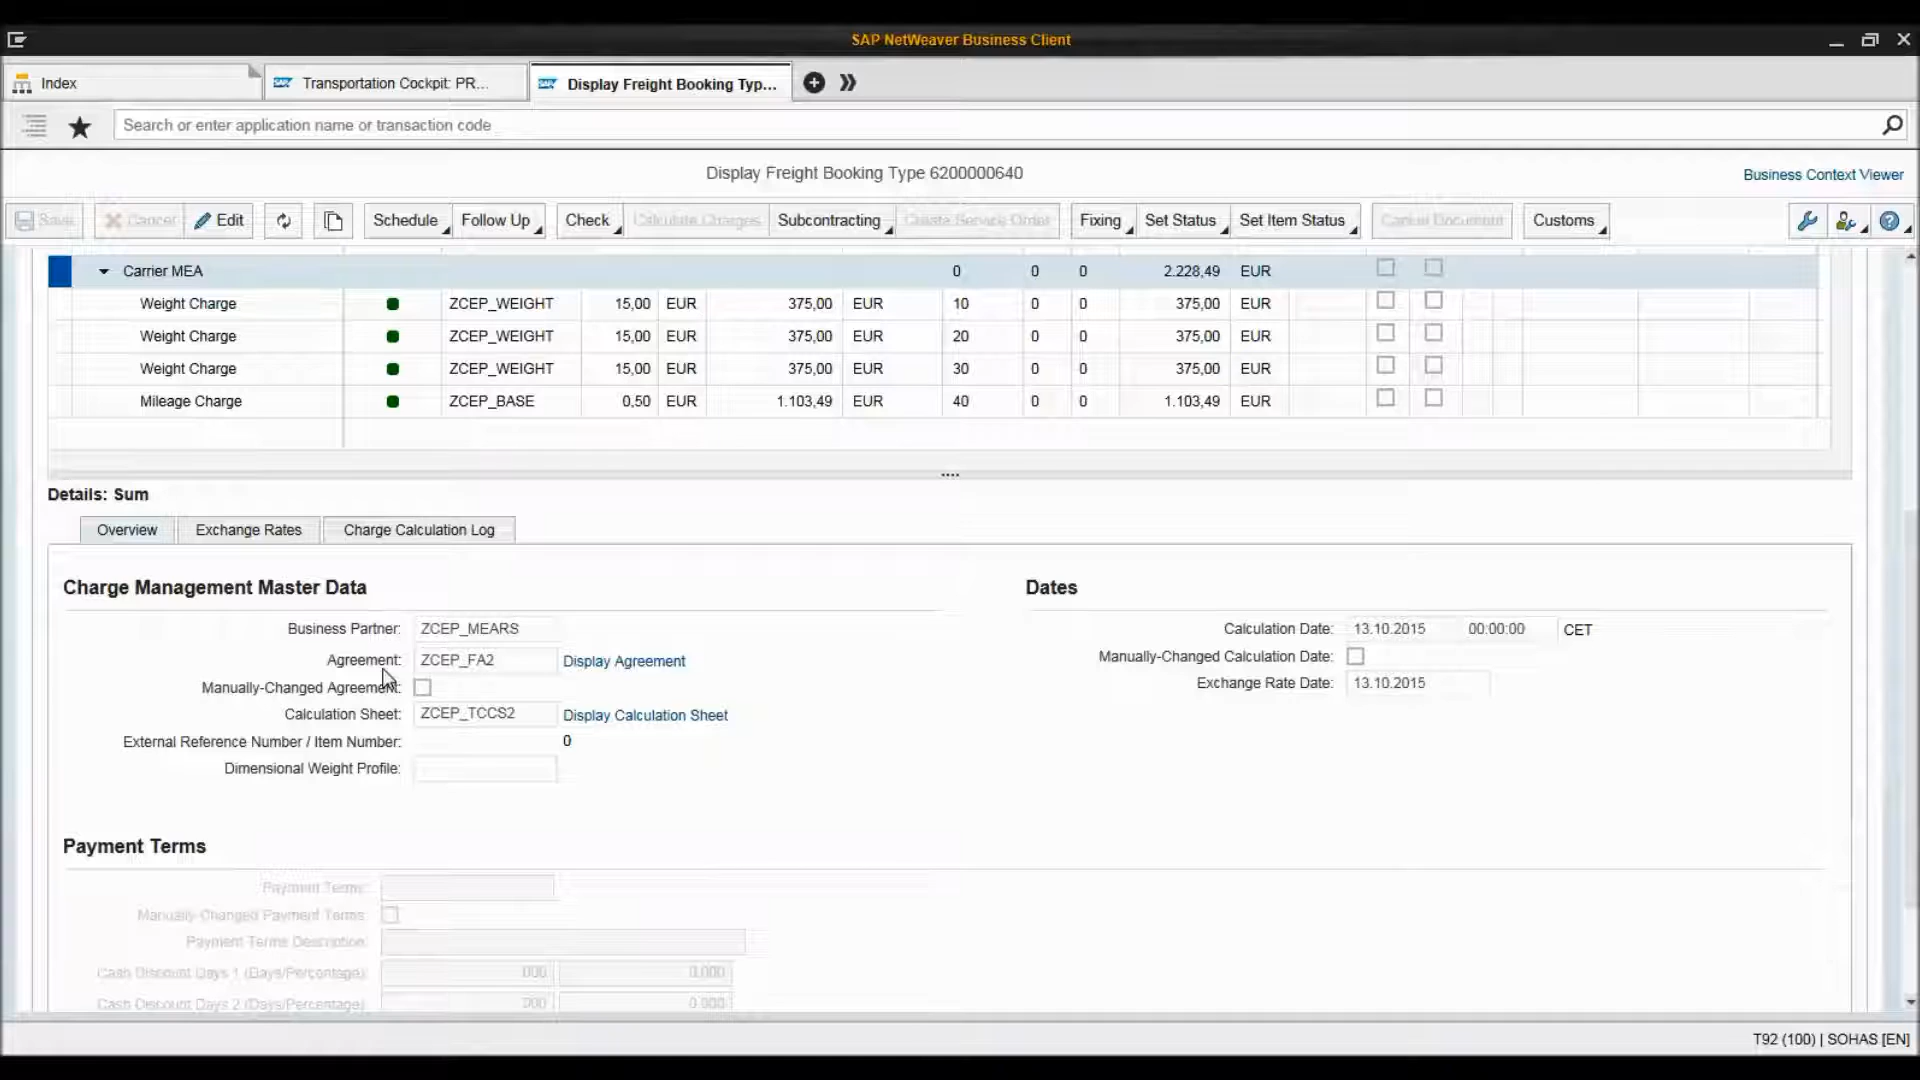 SAP NetWeaver Business Client
Index
Transportation Cockpit: PR...
Display Freight Booking Typ...
Search or enter application name or transaction code
Display Freight Booking Type 6200000640
Business Context Viewer
Save Cancel Edit Schedule Follow Up Check Calculate Charges Subcontracting Create Service Order Fixing Set Status Set Item Status Cancel Document Customs
Carrier MEA 0 0 0 2.228,49 EUR
Weight Charge ZCEP_WEIGHT 15,00 EUR 375,00 EUR 10 0 0 375,00 EUR
Weight Charge ZCEP_WEIGHT 15,00 EUR 375,00 EUR 20 0 0 375,00 EUR
Weight Charge ZCEP_WEIGHT 15,00 EUR 375,00 EUR 30 0 0 375,00 EUR
Mileage Charge ZCEP_BASE 0,50 EUR 1.103,49 EUR 40 0 0 1.103,49 EUR
Details: Sum
Overview Exchange Rates Charge Calculation Log
Charge Management Master Data
Business Partner: ZCEP_MEARS
Agreement: ZCEP_FA2 Display Agreement
Manually-Changed Agreement:
Calculation Sheet: ZCEP_TCCS2 Display Calculation Sheet
External Reference Number / Item Number: 0
Dimensional Weight Profile:
Dates
Calculation Date: 13.10.2015 00:00:00 CET
Manually-Changed Calculation Date:
Exchange Rate Date: 13.10.2015
Payment Terms
Payment Terms:
Manually-Changed Payment Terms:
Payment Terms Description:
Cash Discount Days 1 (Days/Percentage): 000 0.000
Cash Discount Days 2 (Days/Percentage): 000 0.000
T92 (100) | SOHAS [EN]